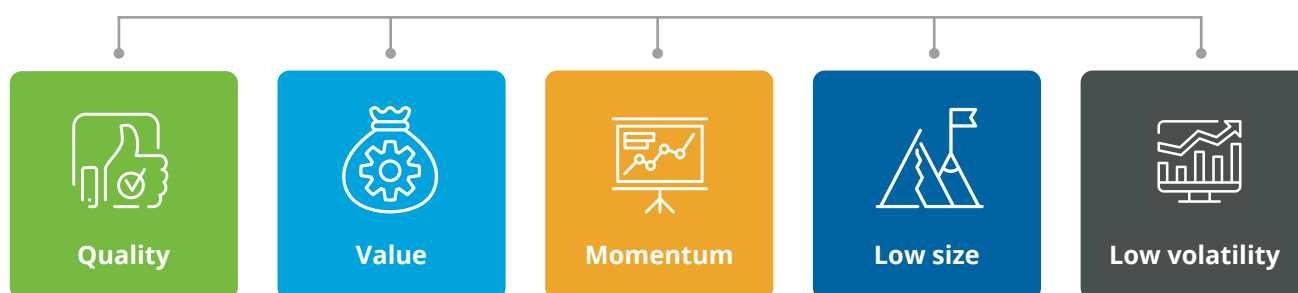 Quality
Value
Momentum
Low size
Low volatility